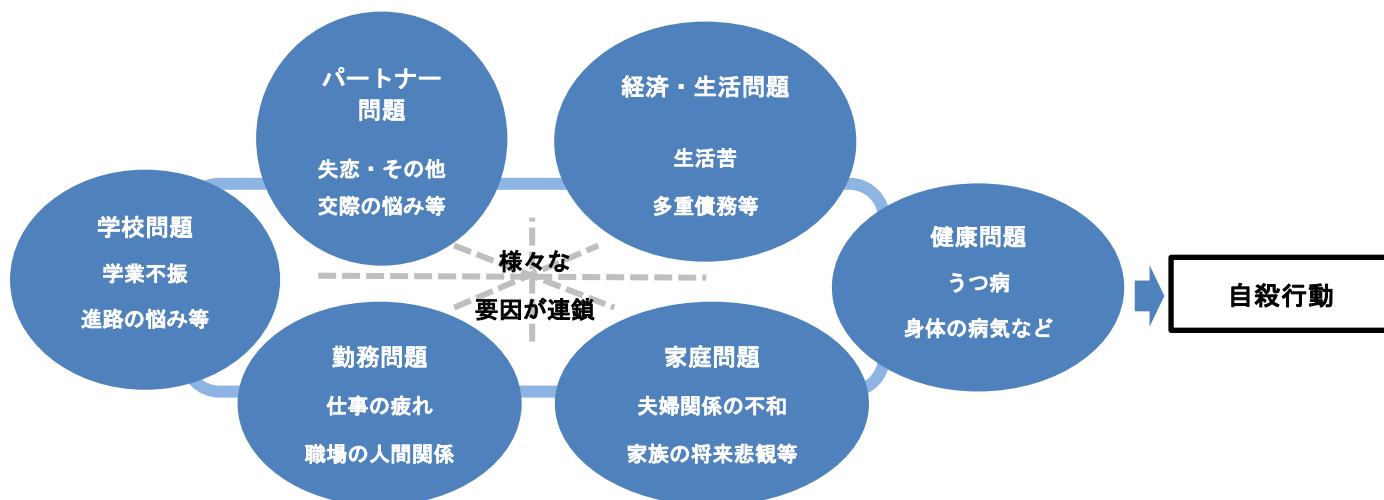 パートナー
問題
失恋・その他
交際の悩み等
経済・生活問題
生活苦
多重債務等
学校問題
学業不振
進路の悩み等
様々な
要因が連鎖
健康問題
うつ病
身体の病気など
自殺行動
勤務問題
仕事の疲れ
職場の人間関係
家庭問題
夫婦関係の不和
家族の将来悲観等